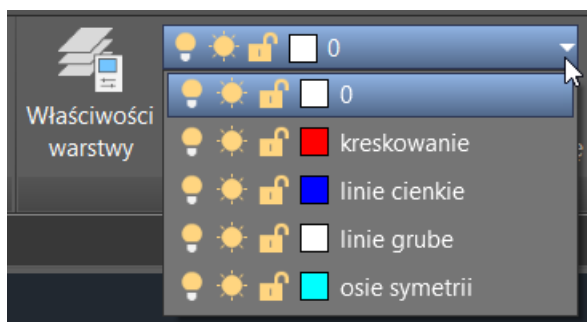 0
Właściwości
warstwy
0
kreskowanie
linie cienkie
linie grube
osie symetrii